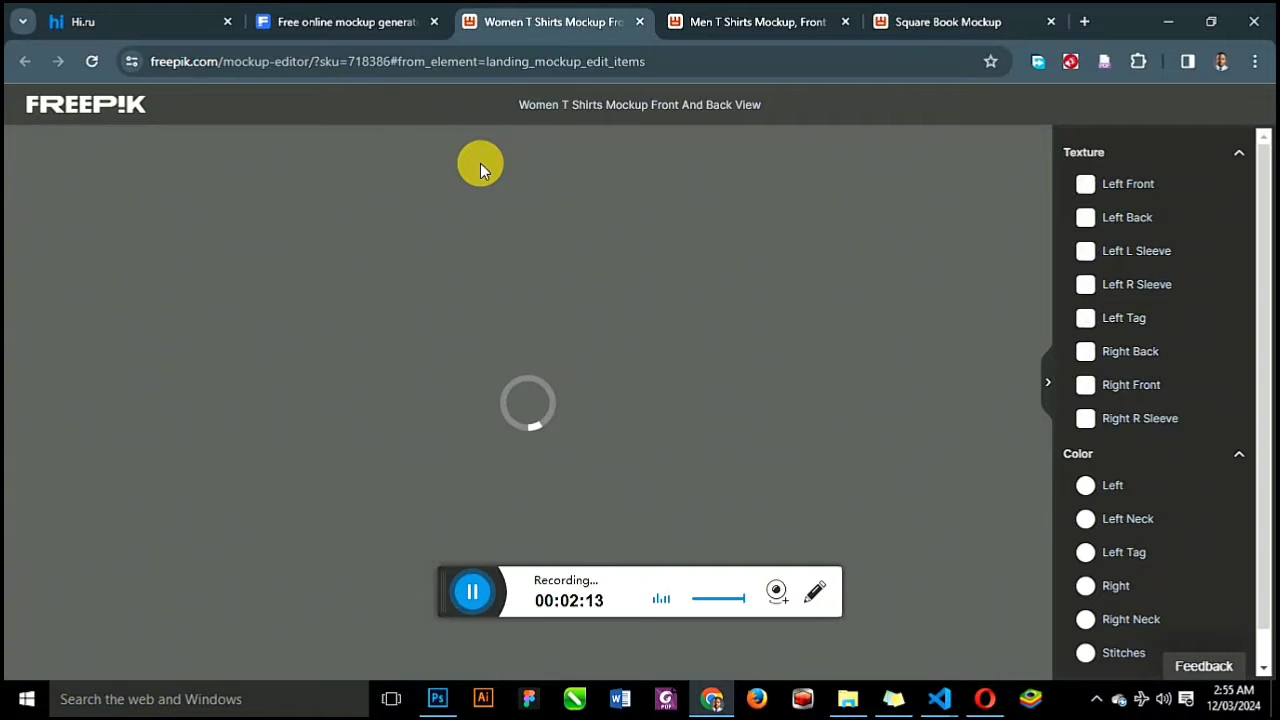 Hi.ru
Free online mockup generat
Women T Shirts Mockup Fro
Men T Shirts Mockup, Front
Square Book Mockup
freepik.com/mockup-editor/?sku=718386#from_element=landing_mockup_edit_items
FREEP!K
Women T Shirts Mockup Front And Back View
Texture
Left Front
Left Back
Left L Sleeve
Left R Sleeve
Left Tag
Right Back
Right Front
Right R Sleeve
Color
Left
Left Neck
Left Tag
Right
Right Neck
Stitches
Feedback
Recording...
00:02:13
Search the web and Windows
2:55 AM
12/03/2024